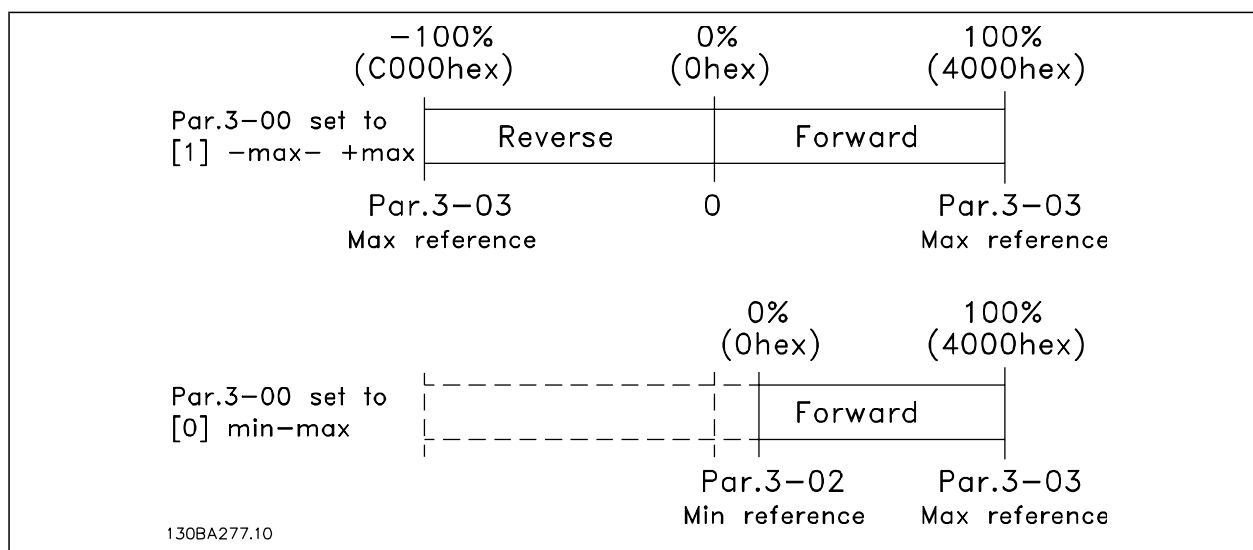 -100% 0% 100%
(C000hex) (0hex) (4000hex)
Par.3-00 set to
[1] -max- +max
Reverse Forward
Par.3-03 0 Par.3-03
Max reference Max reference
0% 100%
(0hex) (4000hex)
Par.3-00 set to
[0] min-max
Forward
Par.3-02 Par.3-03
Min reference Max reference
130BA277.10